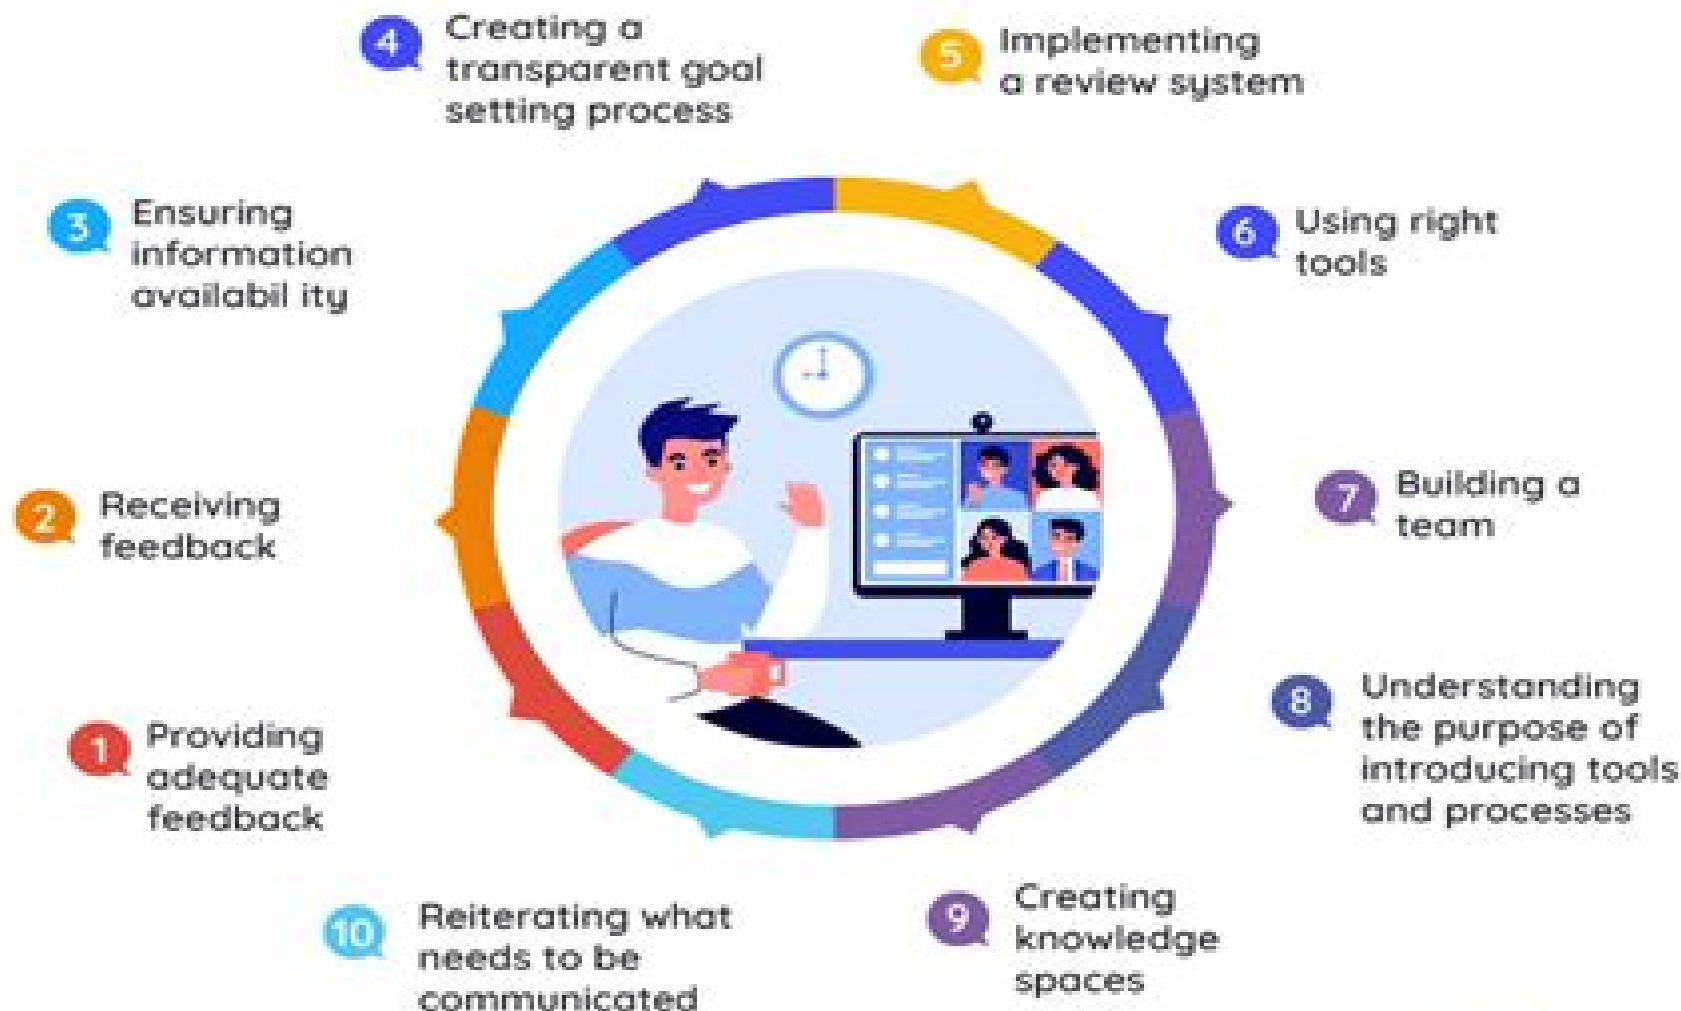 4
Creating a
transparent goal
setting process
5
Implementing
a review system
3
Ensuring
information
availabil ity
6
Using right
tools
2
Receiving
feedback
7
Building a
team
1
Providing
adequate
feedback
8
Understanding
the purpose of
introducing tools
and processes
10
Reiterating what
needs to be
communicated
9
Creating
knowledge
spaces